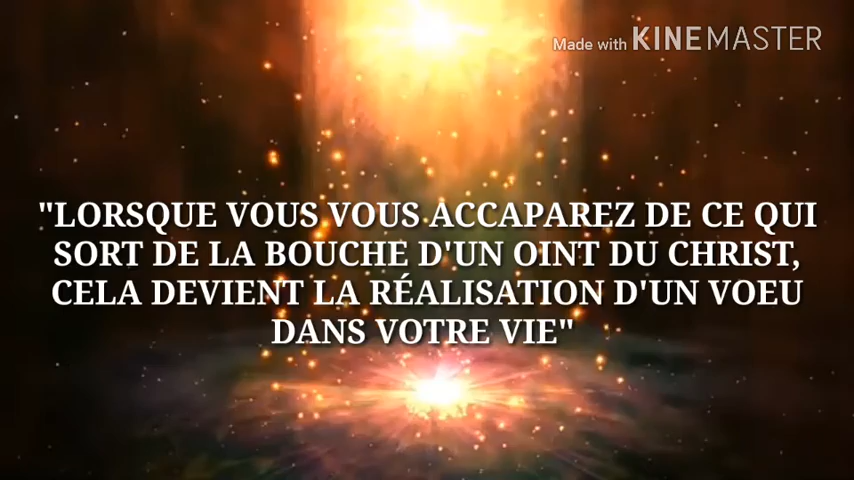 Made with KINEMASTER
"LORSQUE VOUS VOUS ACCAPAREZ DE CE QUI
SORT DE LA BOUCHE D'UN OINT DU CHRIST,
CELA DEVIENT LA RÉALISATION D'UN VOEU
DANS VOTRE VIE"